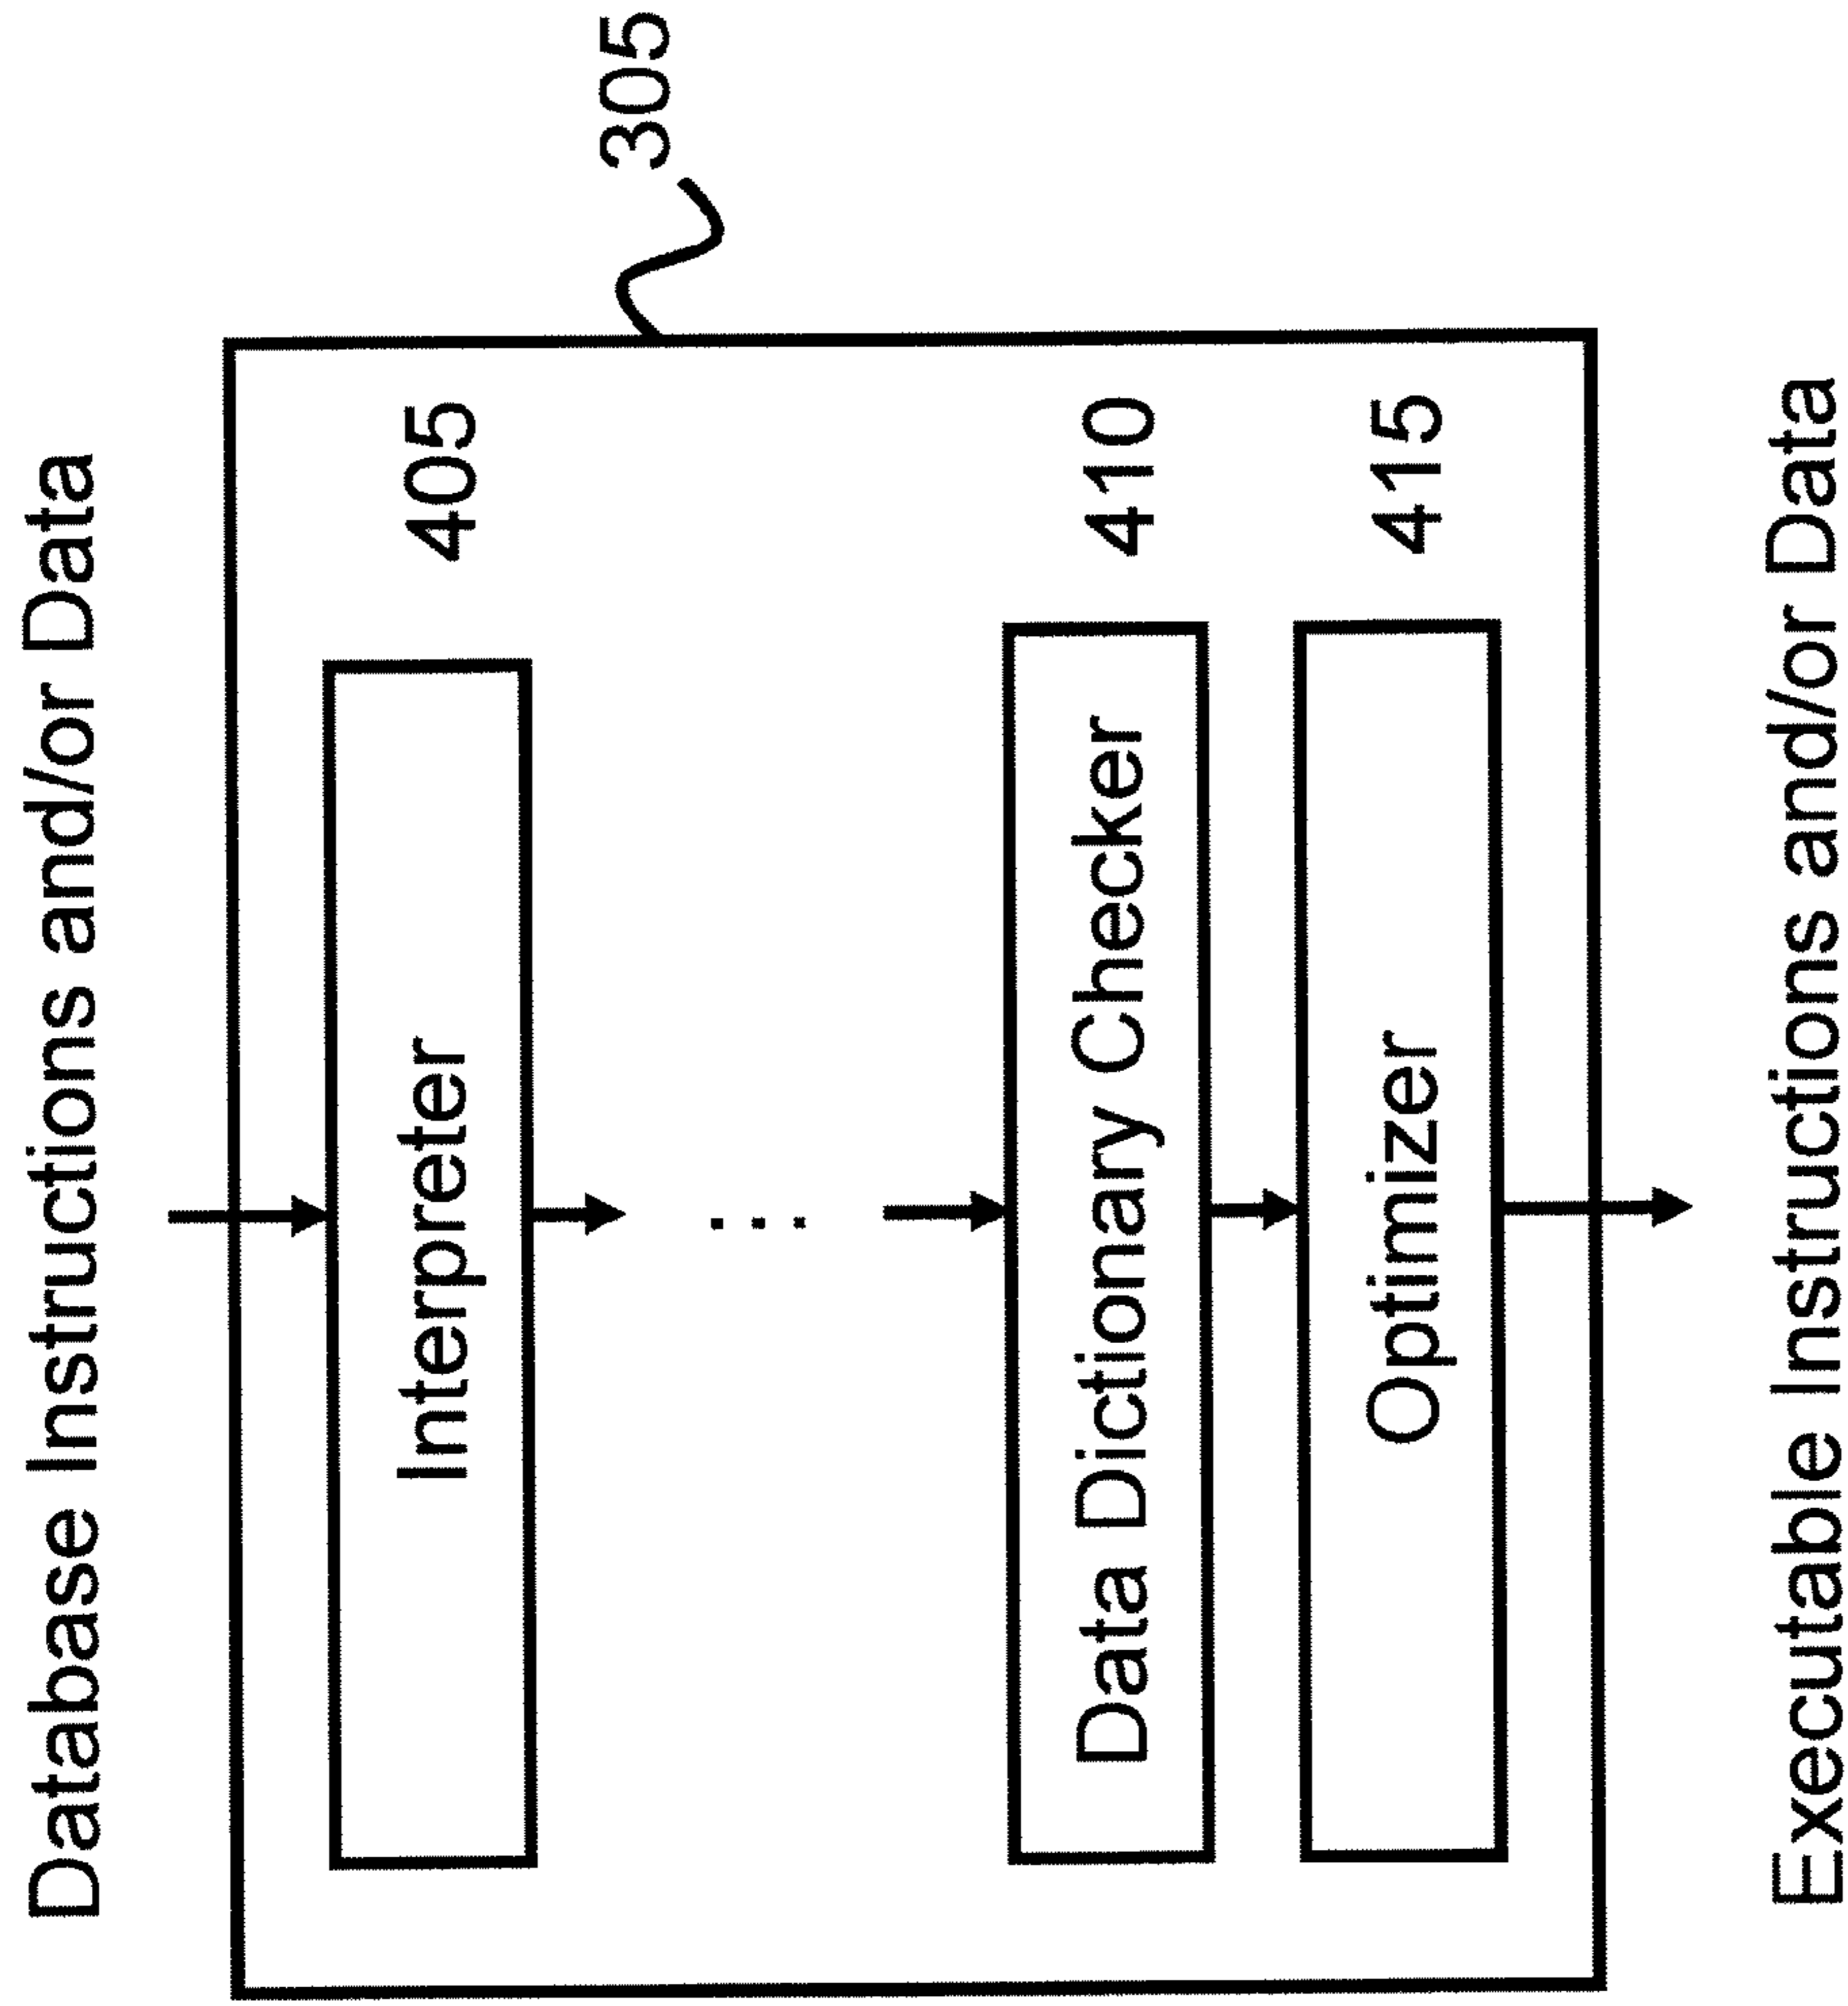 Database Instructions and/or Data
305
Interpreter 405
Data Dictionary Checker 410
Optimizer 415
Executable Instructions and/or Data